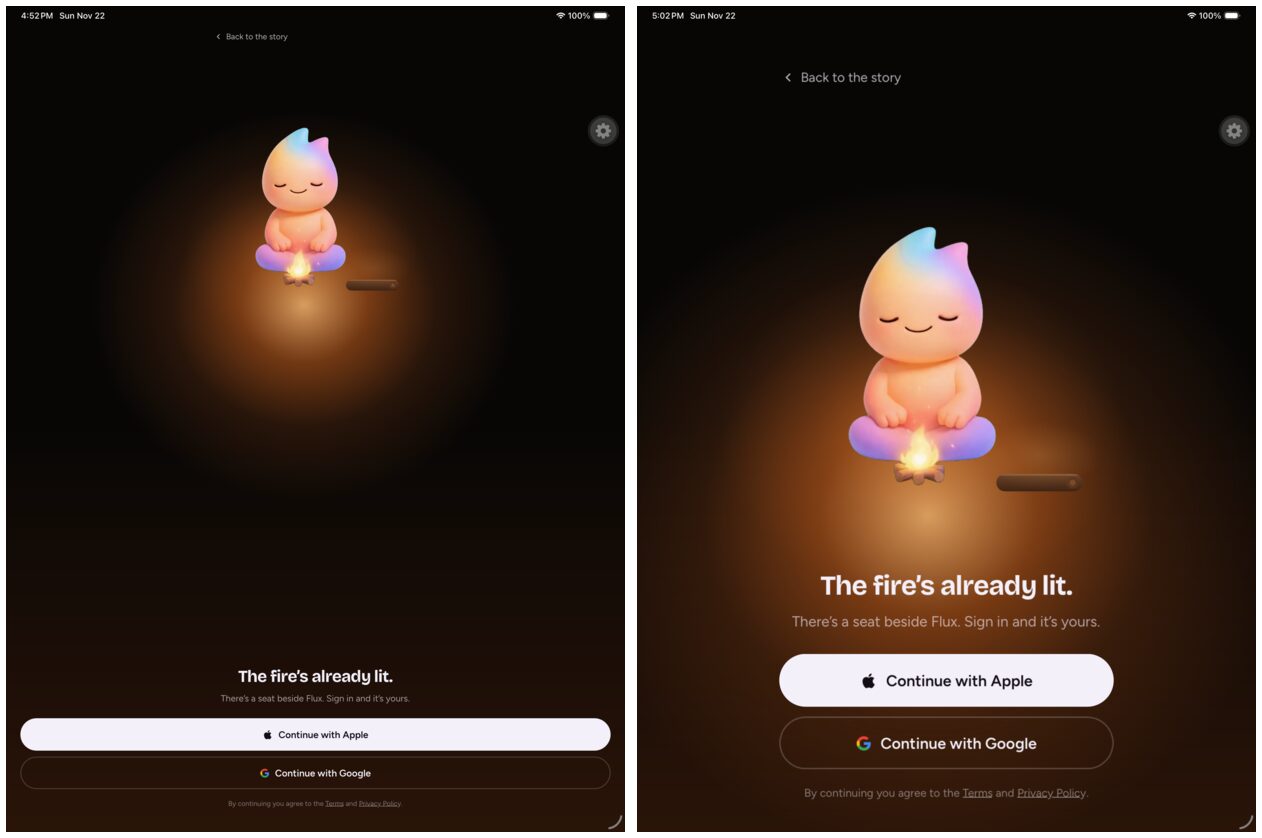 4:52 PM Sun Nov 22
100%
Back to the story
The fire's already lit.
There's a seat beside Flux. Sign in and it's yours.
Continue with Apple
Continue with Google
By continuing you agree to the Terms and Privacy Policy.
5:02 PM Sun Nov 22
100%
Back to the story
The fire's already lit.
There's a seat beside Flux. Sign in and it's yours.
Continue with Apple
Continue with Google
By continuing you agree to the Terms and Privacy Policy.